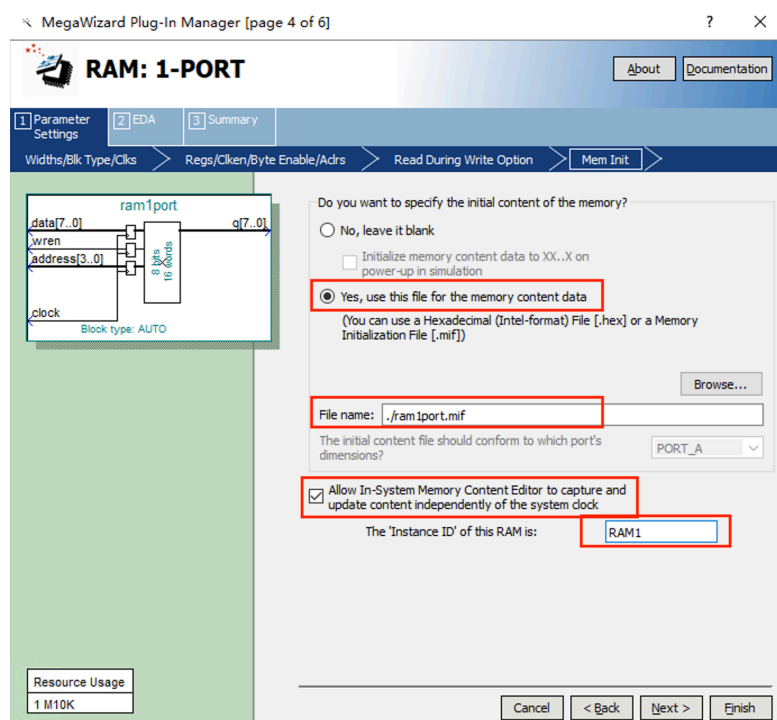 MegaWizard Plug-In Manager [page 4 of 6]
? ×
RAM: 1-PORT
About
Documentation
1 Parameter Settings
2 EDA
3 Summary
Widths/Blk Type/Clks
Regs/Clken/Byte Enable/Aclrs
Read During Write Option
Mem Init
ram1port
data[7..0]
q[7..0]
wren
address[3..0]
8 bits
16 words
clock
Block type: AUTO
Do you want to specify the initial content of the memory?
No, leave it blank
Initialize memory content data to XX..X on
power-up in simulation
Yes, use this file for the memory content data
(You can use a Hexadecimal (Intel-format) File [.hex] or a Memory
Initialization File [.mif])
Browse...
File name: ./ram1port.mif
The initial content file should conform to which port's
dimensions?
PORT_A
Allow In-System Memory Content Editor to capture and
update content independently of the system clock
The 'Instance ID' of this RAM is: RAM1
Resource Usage
1 M10K
Cancel
< Back
Next >
Finish